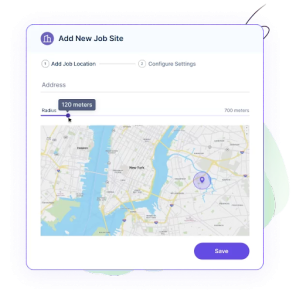 Add New Job Site
1 Add Job Location
2 Configure Settings
Address
120 meters
Radius
700 meters
New York
Save